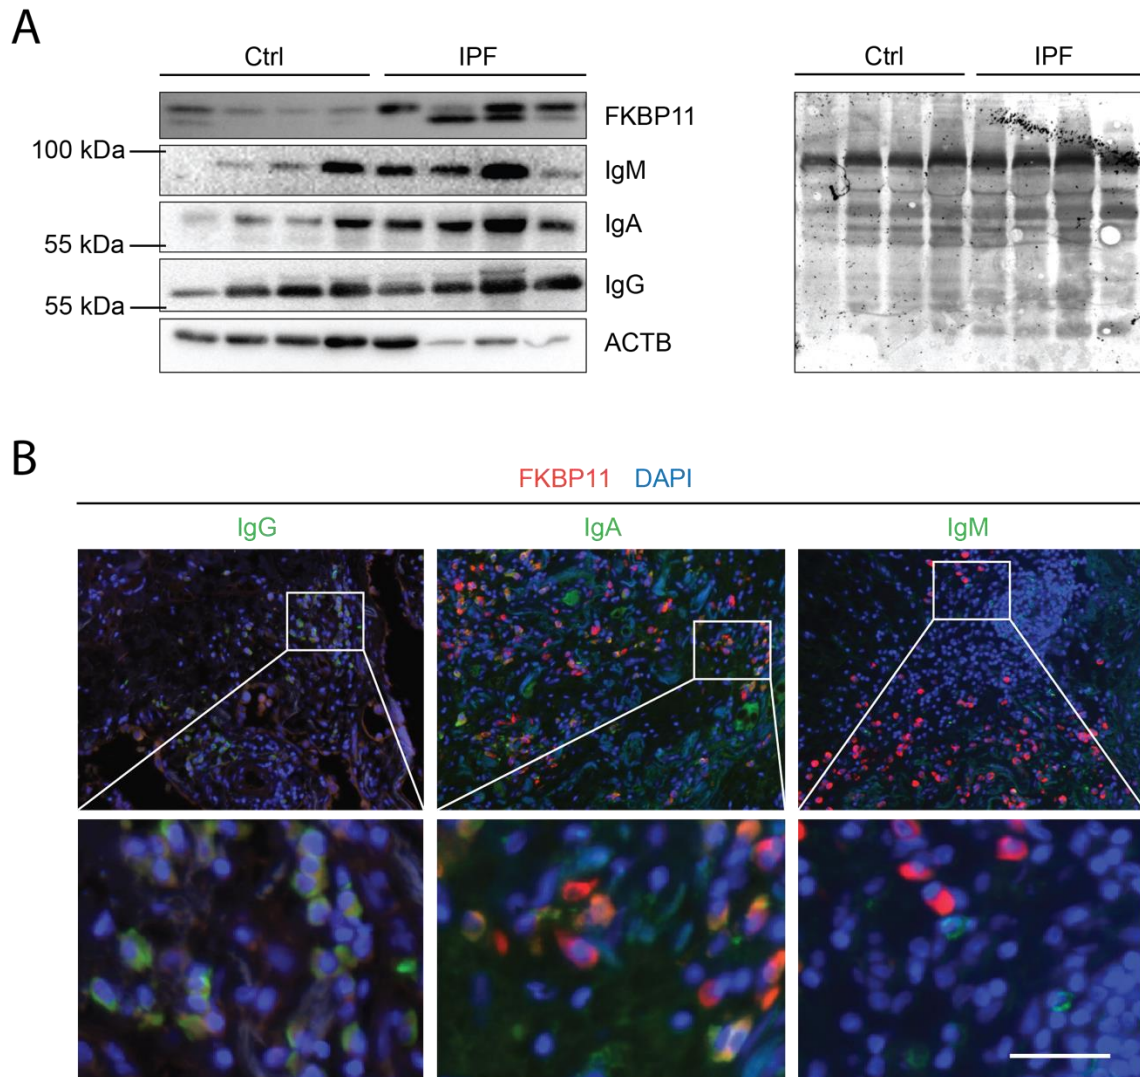 A
Ctrl IPF
FKBP11
100 kDa
IgM
IgA
55 kDa
IgG
55 kDa
ACTB
Ctrl IPF
B
FKBP11 DAPI
IgG IgA IgM